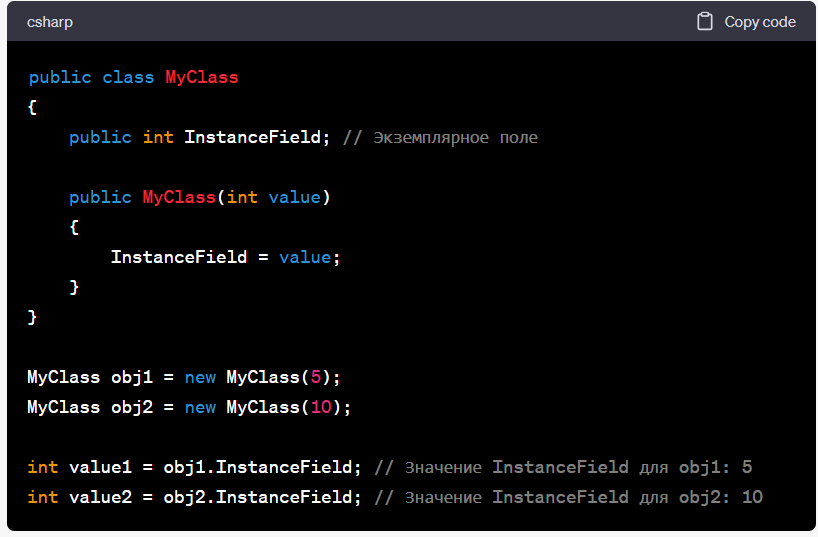 csharp
Copy code
public class MyClass
{
    public int InstanceField; // Экземплярное поле

    public MyClass(int value)
    {
        InstanceField = value;
    }
}

MyClass obj1 = new MyClass(5);
MyClass obj2 = new MyClass(10);

int value1 = obj1.InstanceField; // Значение InstanceField для obj1: 5
int value2 = obj2.InstanceField; // Значение InstanceField для obj2: 10